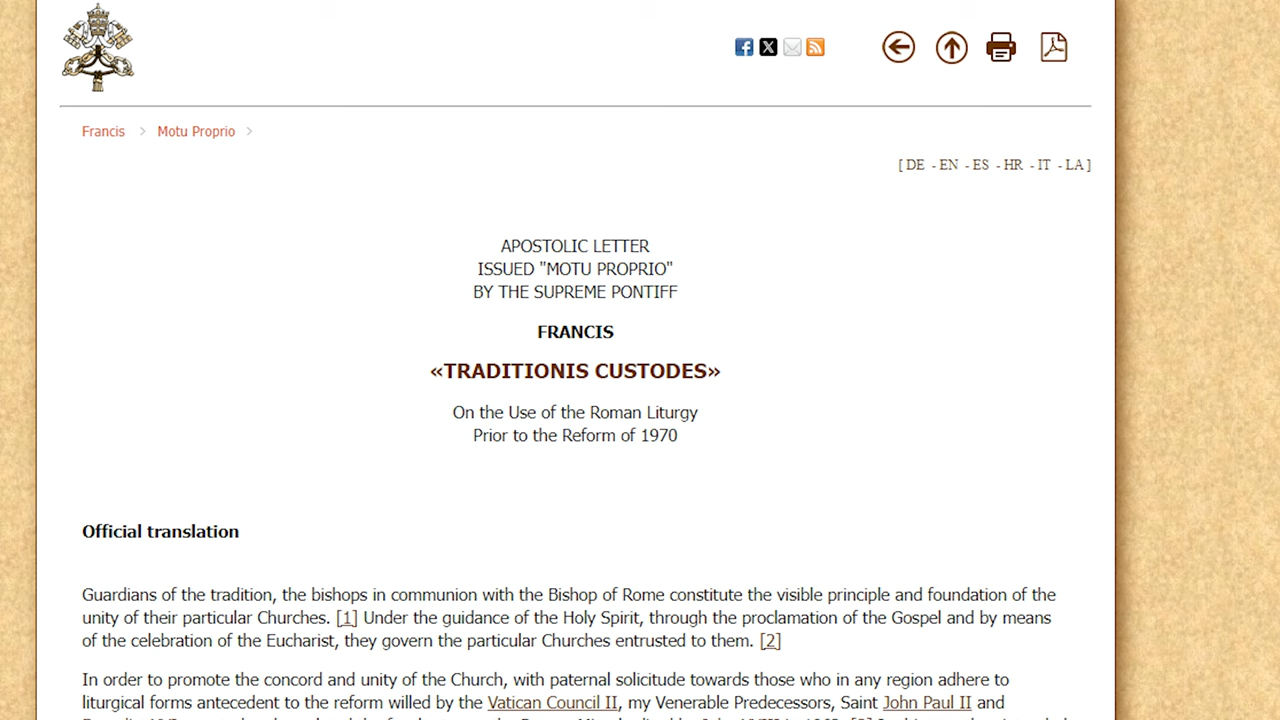 Francis > Motu Proprio >
[ DE - EN - ES - HR - IT - LA ]
APOSTOLIC LETTER
ISSUED "MOTU PROPRIO"
BY THE SUPREME PONTIFF
FRANCIS
«TRADITIONIS CUSTODES»
On the Use of the Roman Liturgy
Prior to the Reform of 1970
Official translation
Guardians of the tradition, the bishops in communion with the Bishop of Rome constitute the visible principle and foundation of the
unity of their particular Churches. [1] Under the guidance of the Holy Spirit, through the proclamation of the Gospel and by means
of the celebration of the Eucharist, they govern the particular Churches entrusted to them. [2]
In order to promote the concord and unity of the Church, with paternal solicitude towards those who in any region adhere to
liturgical forms antecedent to the reform willed by the Vatican Council II, my Venerable Predecessors, Saint John Paul II and